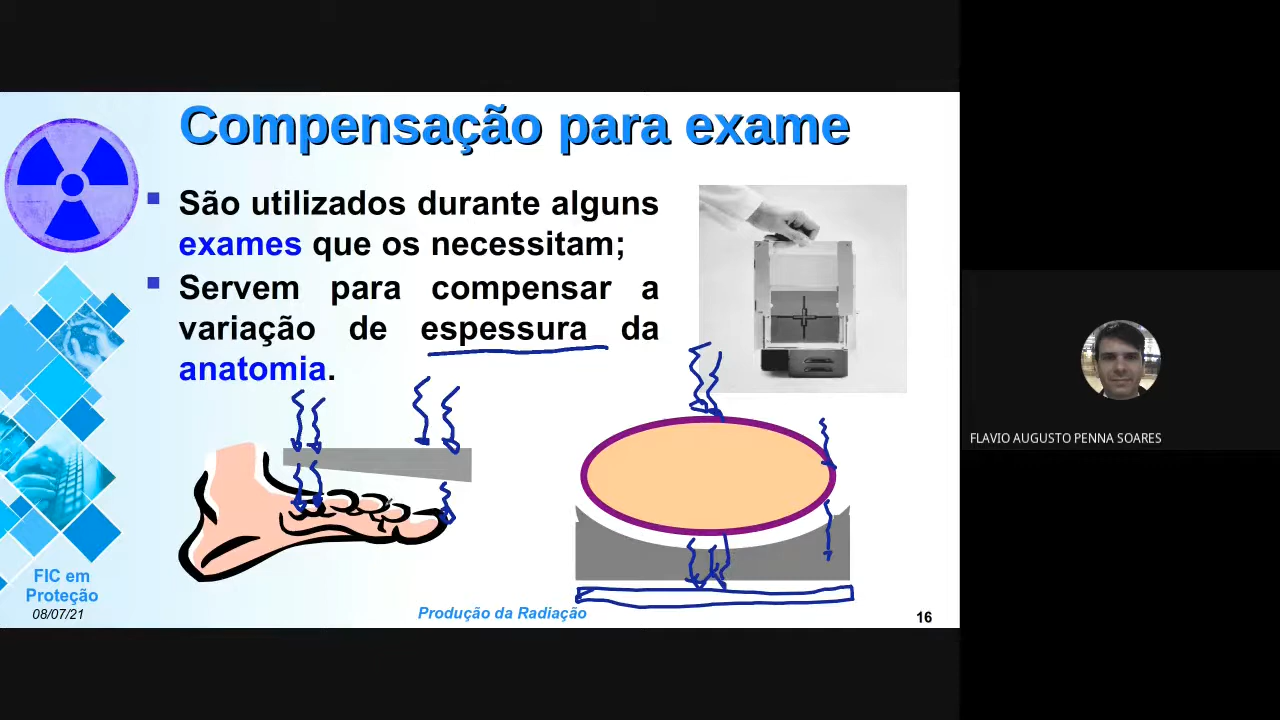 Compensação para exame
São utilizados durante alguns
exames que os necessitam;
Servem para compensar a
variação de espessura da
anatomia.
FLAVIO AUGUSTO PENNA SOARES
FIC em
Proteção
08/07/21
Produção da Radiação
16